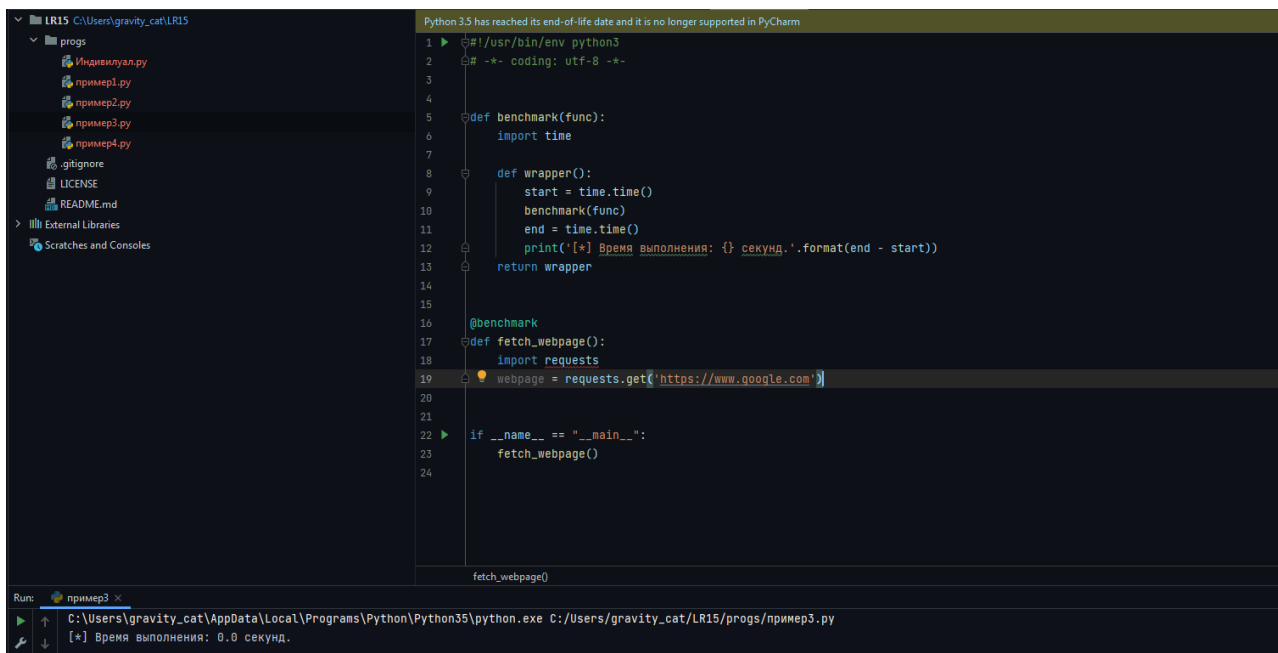 LR15 C:\Users\gravity_cat\LR15
progs
Индивилуал.py
пример1.py
пример2.py
пример3.py
пример4.py
.gitignore
LICENSE
README.md
External Libraries
Scratches and Consoles
Python 3.5 has reached its end-of-life date and it is no longer supported in PyCharm
1 #!/usr/bin/env python3
2 # -*- coding: utf-8 -*-
3
4
5 def benchmark(func):
6 import time
7
8 def wrapper():
9 start = time.time()
10 benchmark(func)
11 end = time.time()
12 print('[*] Время выполнения: {} секунд.'.format(end - start))
13 return wrapper
14
15
16 @benchmark
17 def fetch_webpage():
18 import requests
19 webpage = requests.get('https://www.google.com')
20
21
22 if __name__ == "__main__":
23 fetch_webpage()
24
fetch_webpage()
Run: пример3
C:\Users\gravity_cat\AppData\Local\Programs\Python\Python35\python.exe C:/Users/gravity_cat/LR15/progs/пример3.py
[*] Время выполнения: 0.0 секунд.